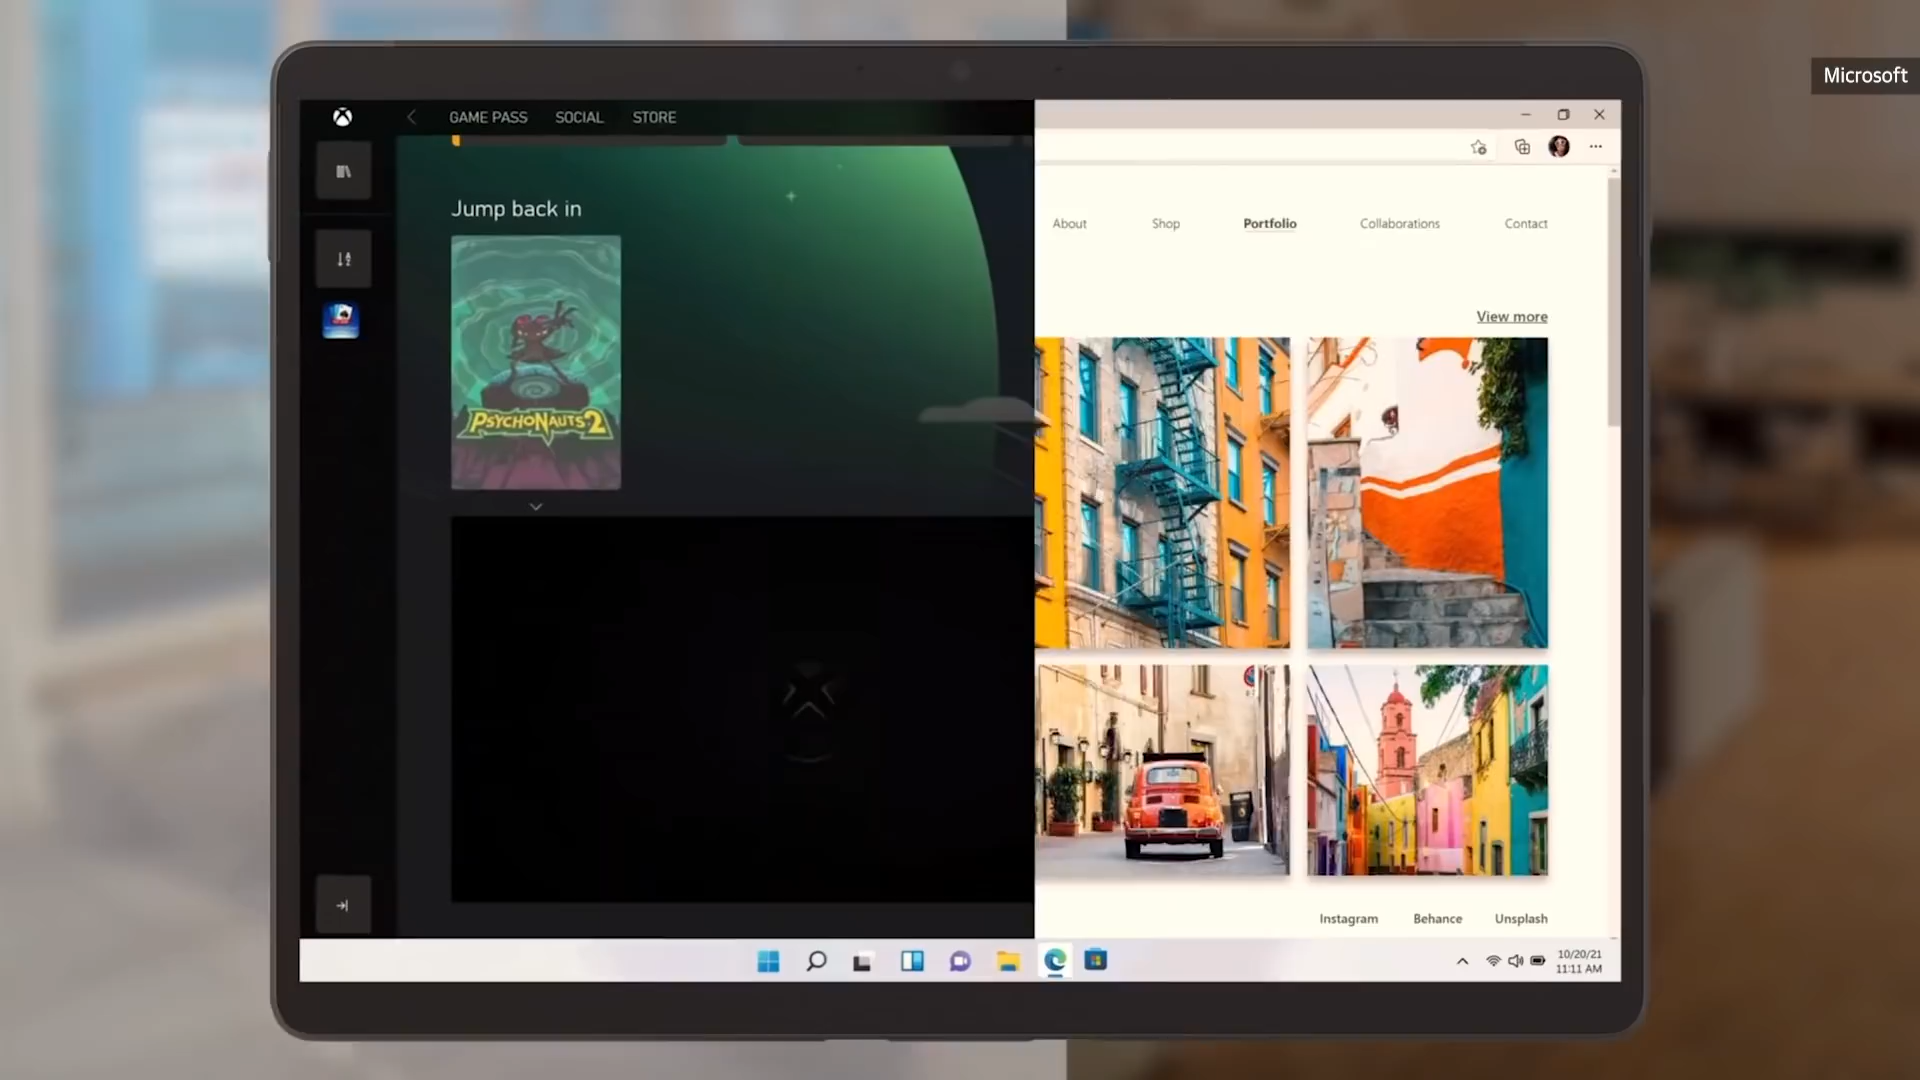 Microsoft
GAME PASS SOCIAL STORE
Jump back in
PSYCHONAUTS 2
About Shop Portfolio Collaborations Contact
View more
Instagram Behance Unsplash
10/20/21
11:11 AM